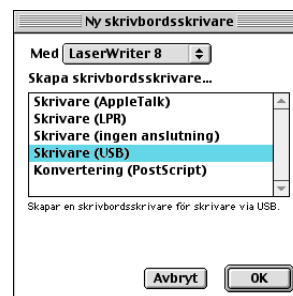 Ny skrivbordsskrivare
Med LaserWriter 8
Skapa skrivbordsskrivare...
Skrivare (AppleTalk)
Skrivare (LPR)
Skrivare (ingen anslutning)
Skrivare (USB)
Konvertering (PostScript)
Skapar en skrivbordsskrivare för skrivare via USB.
Avbryt OK